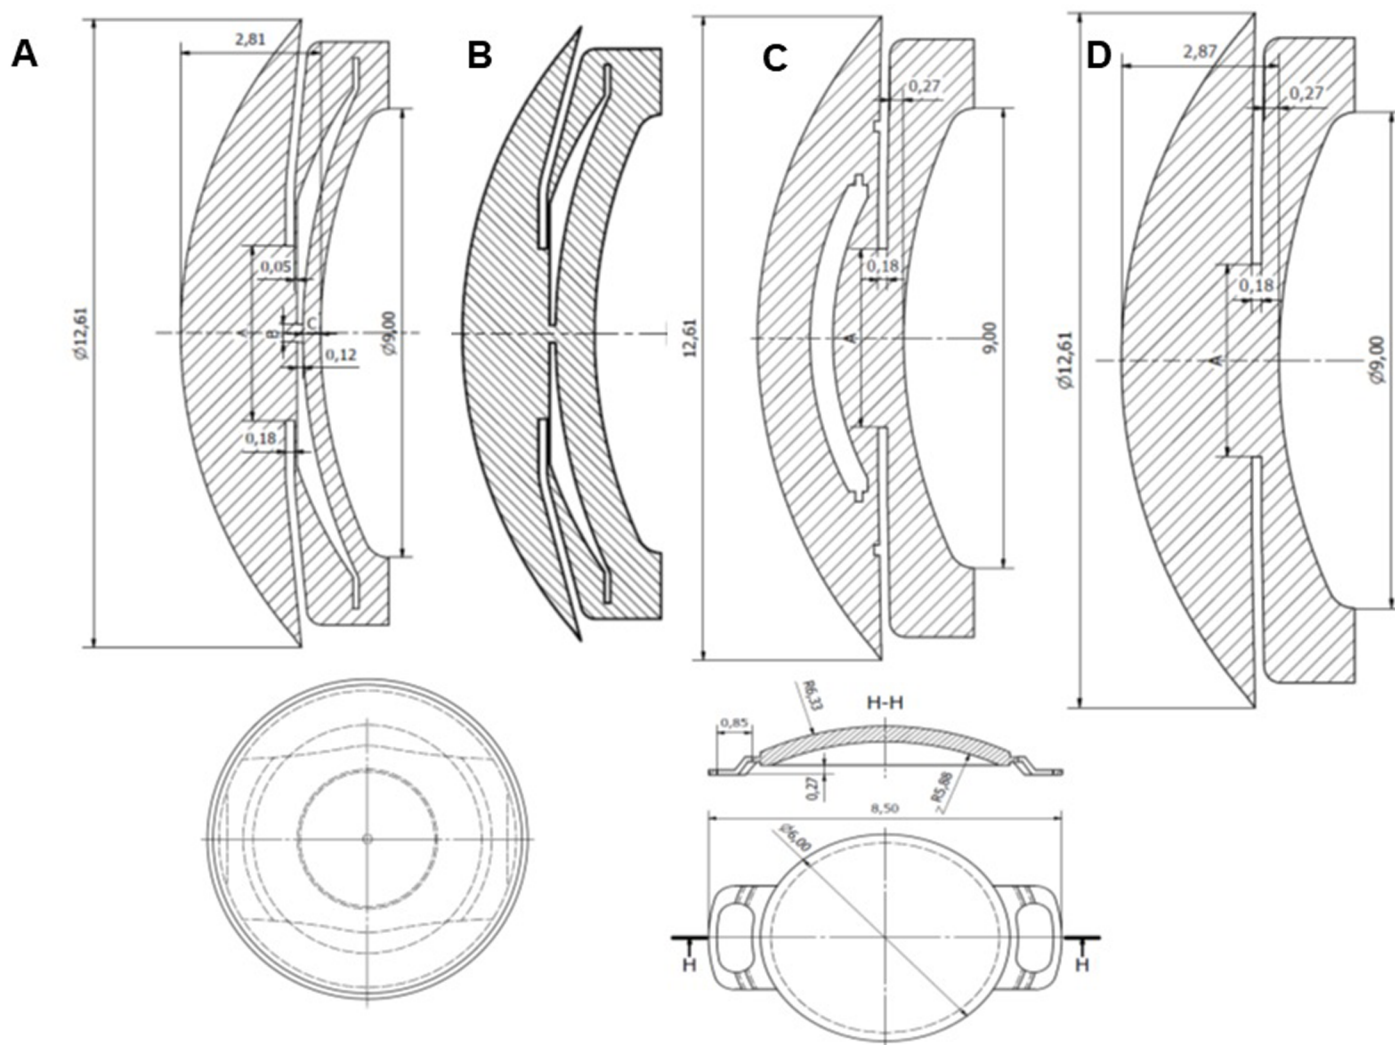 A
B
C
D
2,81
0,05
A
B
C
0,12
0,18
Ø12,61
Ø9,00
0,27
0,18
A
12,61
9,00
2,87
0,27
0,18
A
Ø12,61
Ø9,00
H-H
R6,33
0,85
0,27
R5,88
8,50
Ø6,00
H
H